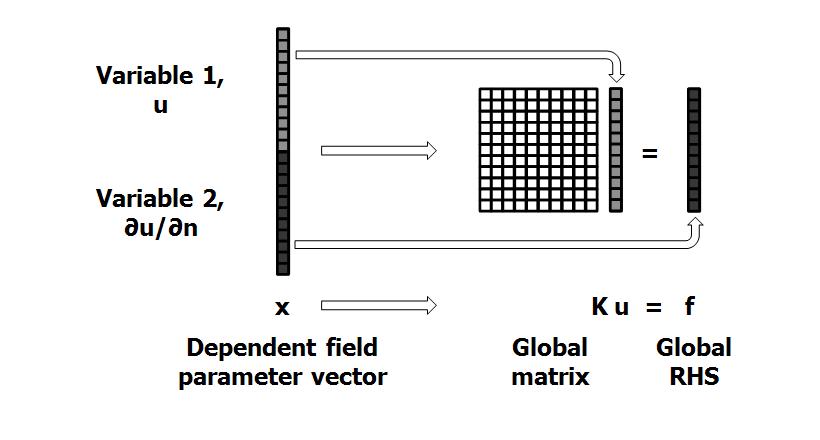 Variable 1,
u
=
Variable 2,
∂u/∂n
x
K u = f
Dependent field
parameter vector
Global
matrix
Global
RHS